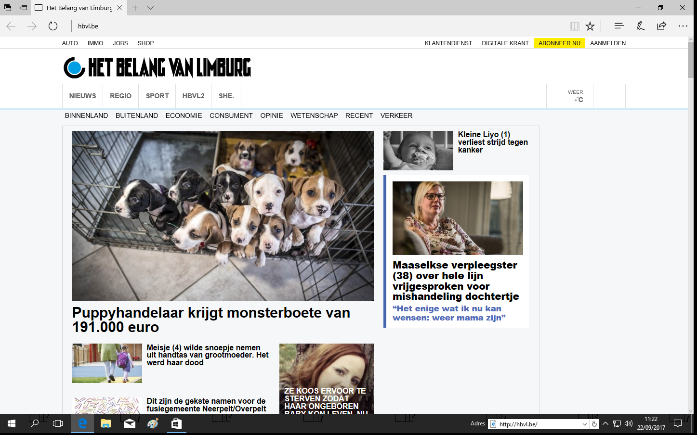 Het Belang van Limburg
hbvl.be
AUTO IMMO JOBS SHOP
KLANTENDIENST DIGITALE KRANT ABONNEER NU AANMELDEN
HET BELANG VAN LIMBURG
NIEUWS REGIO SPORT HBVL2 SHE.
WEER
-°C
BINNENLAND BUITENLAND ECONOMIE CONSUMENT OPINIE WETENSCHAP RECENT VERKEER
Puppyhandelaar krijgt monsterboete van
191.000 euro
Kleine Liyo (1)
verliest strijd tegen
kanker
Maaselkse verpleegster
(38) over hele lijn
vrijgesproken voor
mishandeling dochtertje
“Het enige wat ik nu kan
wensen: weer mama zijn”
Meisje (4) wilde snoepje nemen
uit handtas van grootmoeder. Het
werd haar dood
Dit zijn de gekste namen voor de
fusiegemeente Neerpelt/Overpelt
ZE KOOS ERVOOR TE
STERVEN ZODAT
HAAR ONGEBOREN
BABY KON LEVEN, NU
Adres http://hbvl.be/
11:22
22/09/2017